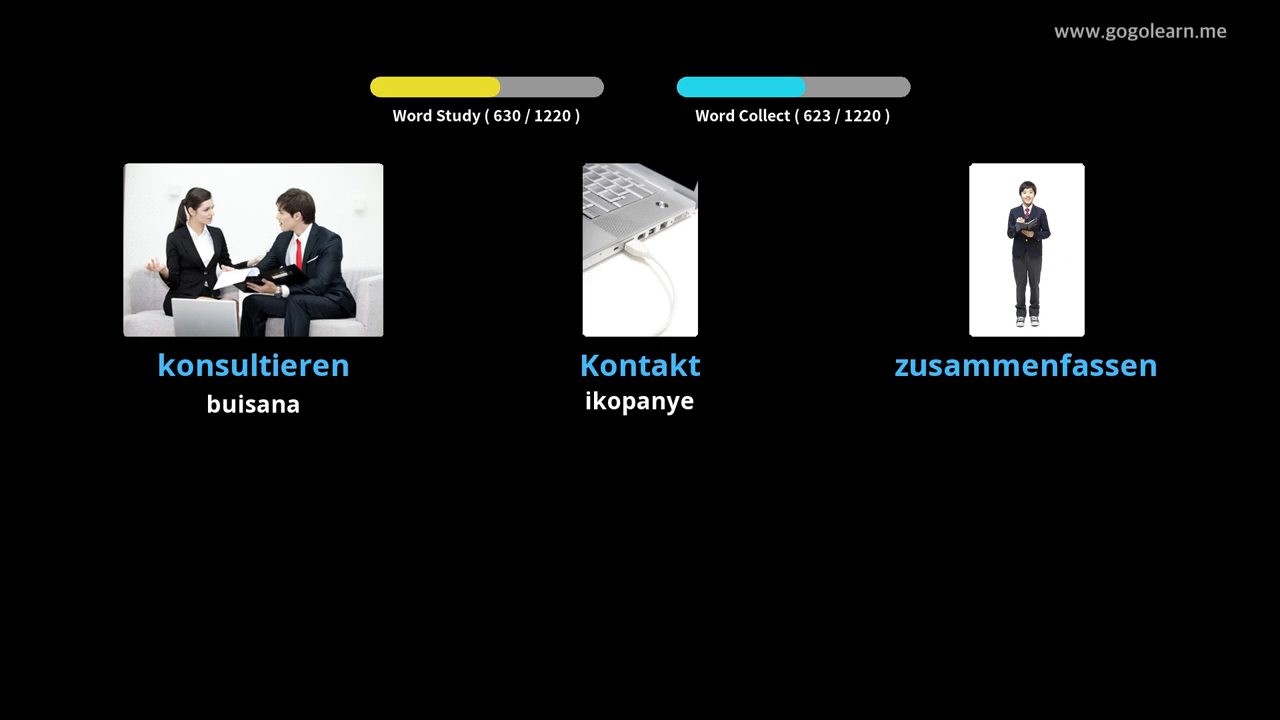 www.gogolearn.me
Word Study ( 630 / 1220 )
Word Collect ( 623 / 1220 )
konsultieren
buisana
Kontakt
ikopanye
zusammenfassen